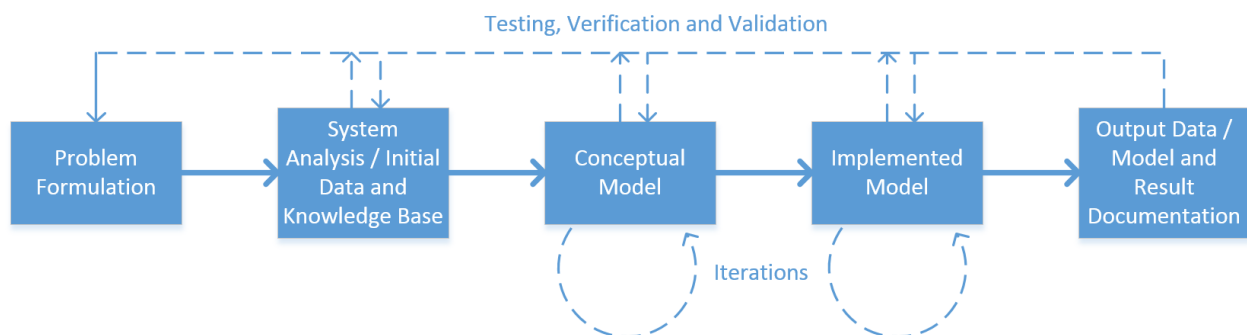 Testing, Verification and Validation
Problem
Formulation
System
Analysis / Initial
Data and
Knowledge Base
Conceptual
Model
Implemented
Model
Output Data /
Model and
Result
Documentation
Iterations